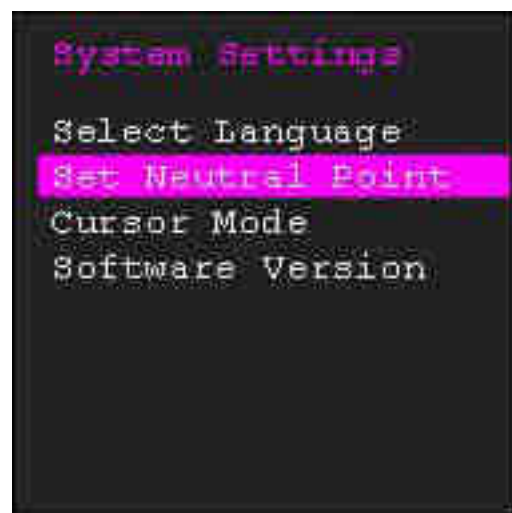 System Settings
Select Language
Set Neutral Point
Cursor Mode
Software Version